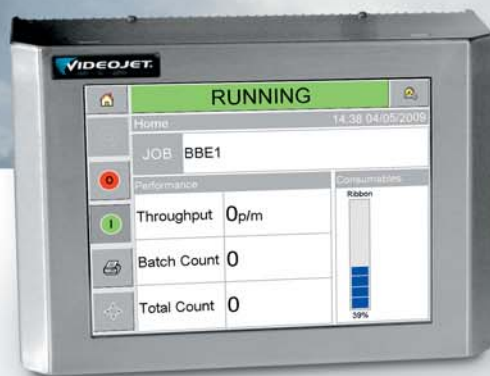 VIDEOJET.
RUNNING
Home 14:38 04/05/2009
JOB BBE1
Performance
Consumables
Ribbon
Throughput 0p/m
Batch Count 0
Total Count 0
39%